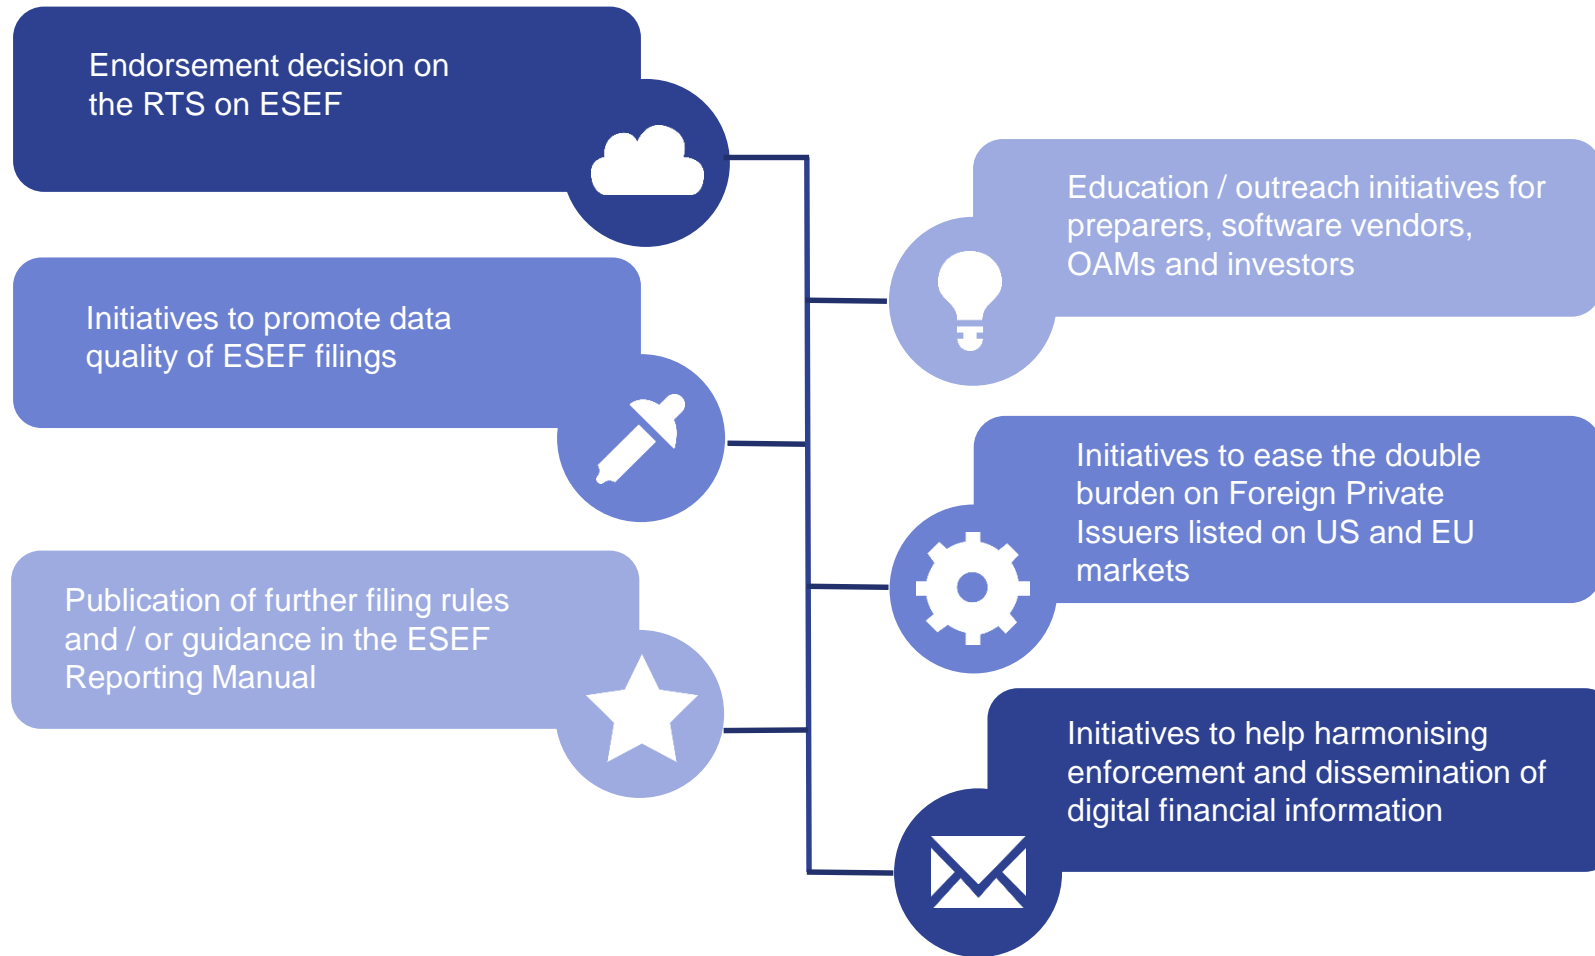 Endorsement decision on
the RTS on ESEF
Education / outreach initiatives for
preparers, software vendors,
OAMs and investors
Initiatives to promote data
quality of ESEF filings
Initiatives to ease the double
burden on Foreign Private
Issuers listed on US and EU
markets
Publication of further filing rules
and / or guidance in the ESEF
Reporting Manual
Initiatives to help harmonising
enforcement and dissemination of
digital financial information